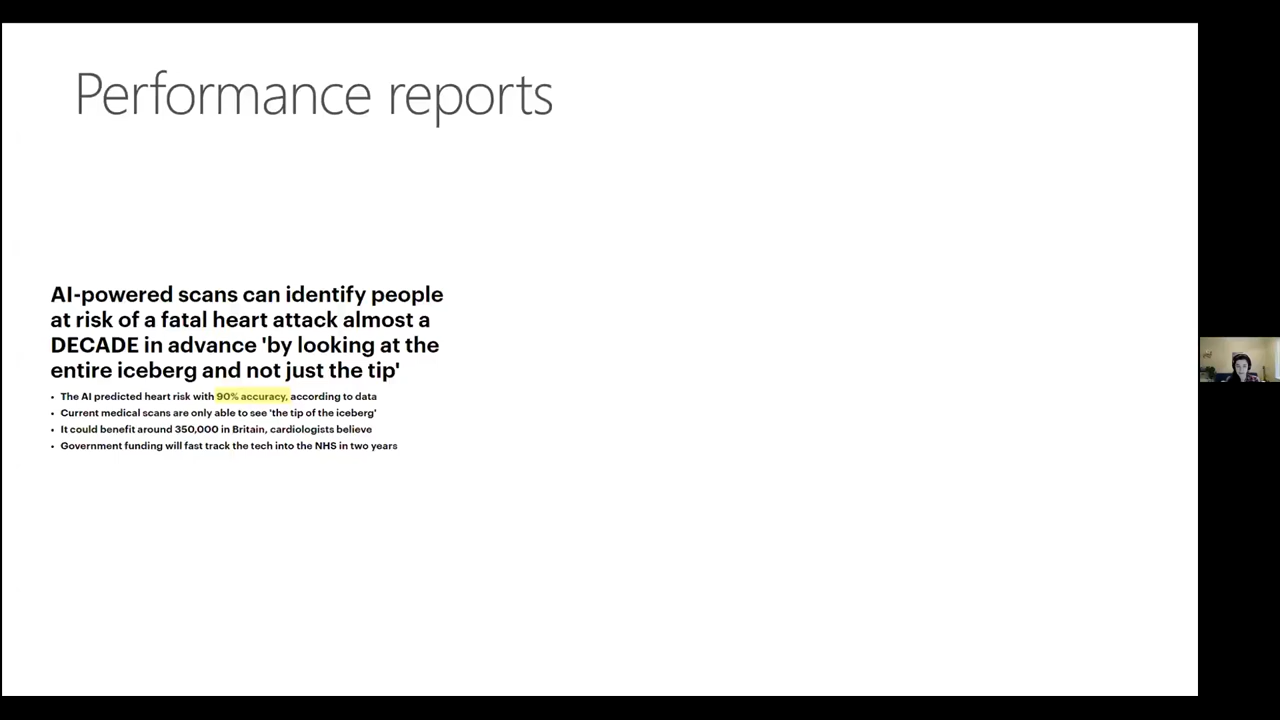 Performance reports
AI-powered scans can identify people
at risk of a fatal heart attack almost a
DECADE in advance 'by looking at the
entire iceberg and not just the tip'
• The AI predicted heart risk with 90% accuracy, according to data
• Current medical scans are only able to see 'the tip of the iceberg'
• It could benefit around 350,000 in Britain, cardiologists believe
• Government funding will fast track the tech into the NHS in two years